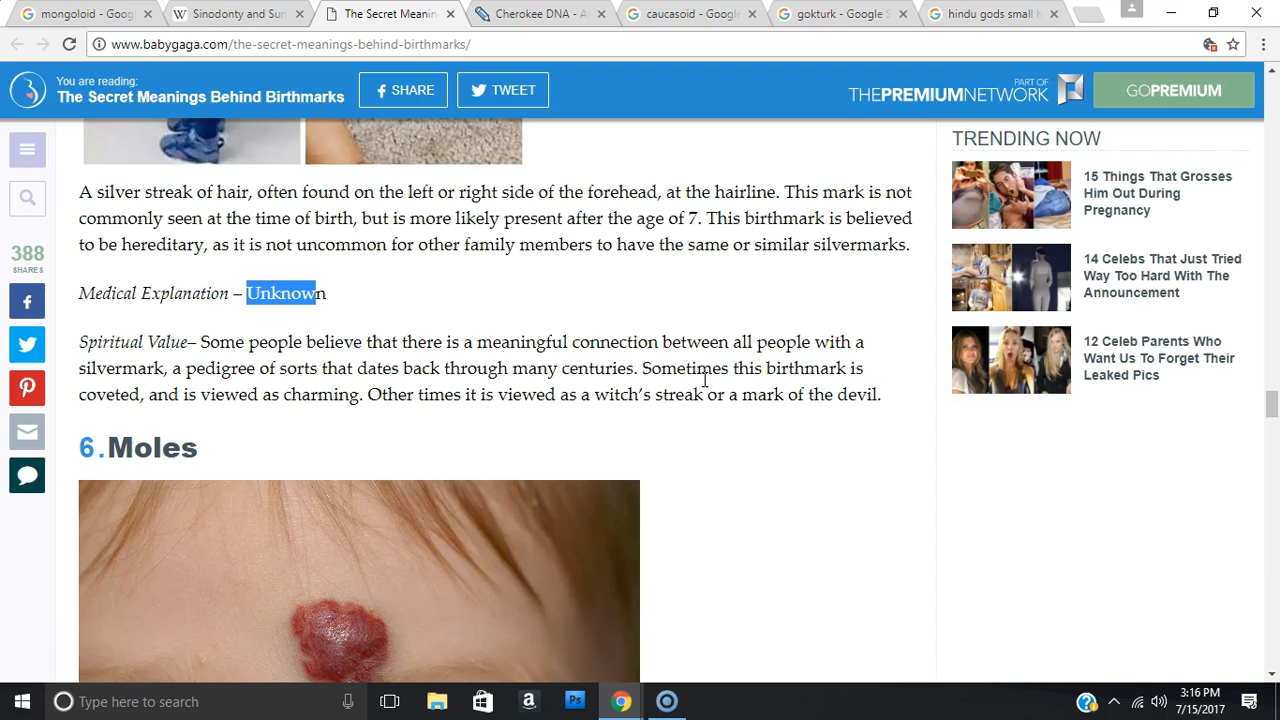 mongoloid - Google
Sinodonty and Sun
The Secret Meanin
Cherokee DNA - A
caucasoid - Google
gokturk - Google S
hindu gods small h
www.babygaga.com/the-secret-meanings-behind-birthmarks/
You are reading:
The Secret Meanings Behind Birthmarks
SHARE
TWEET
PART OF
THEPREMIUMNETWORK
GOPREMIUM
388
SHARES
A silver streak of hair, often found on the left or right side of the forehead, at the hairline. This mark is not
commonly seen at the time of birth, but is more likely present after the age of 7. This birthmark is believed
to be hereditary, as it is not uncommon for other family members to have the same or similar silvermarks.
Medical Explanation – Unknown
Spiritual Value– Some people believe that there is a meaningful connection between all people with a
silvermark, a pedigree of sorts that dates back through many centuries. Sometimes this birthmark is
coveted, and is viewed as charming. Other times it is viewed as a witch's streak or a mark of the devil.
6. Moles
TRENDING NOW
15 Things That Grosses
Him Out During
Pregnancy
14 Celebs That Just Tried
Way Too Hard With The
Announcement
12 Celeb Parents Who
Want Us To Forget Their
Leaked Pics
Type here to search
3:16 PM
7/15/2017